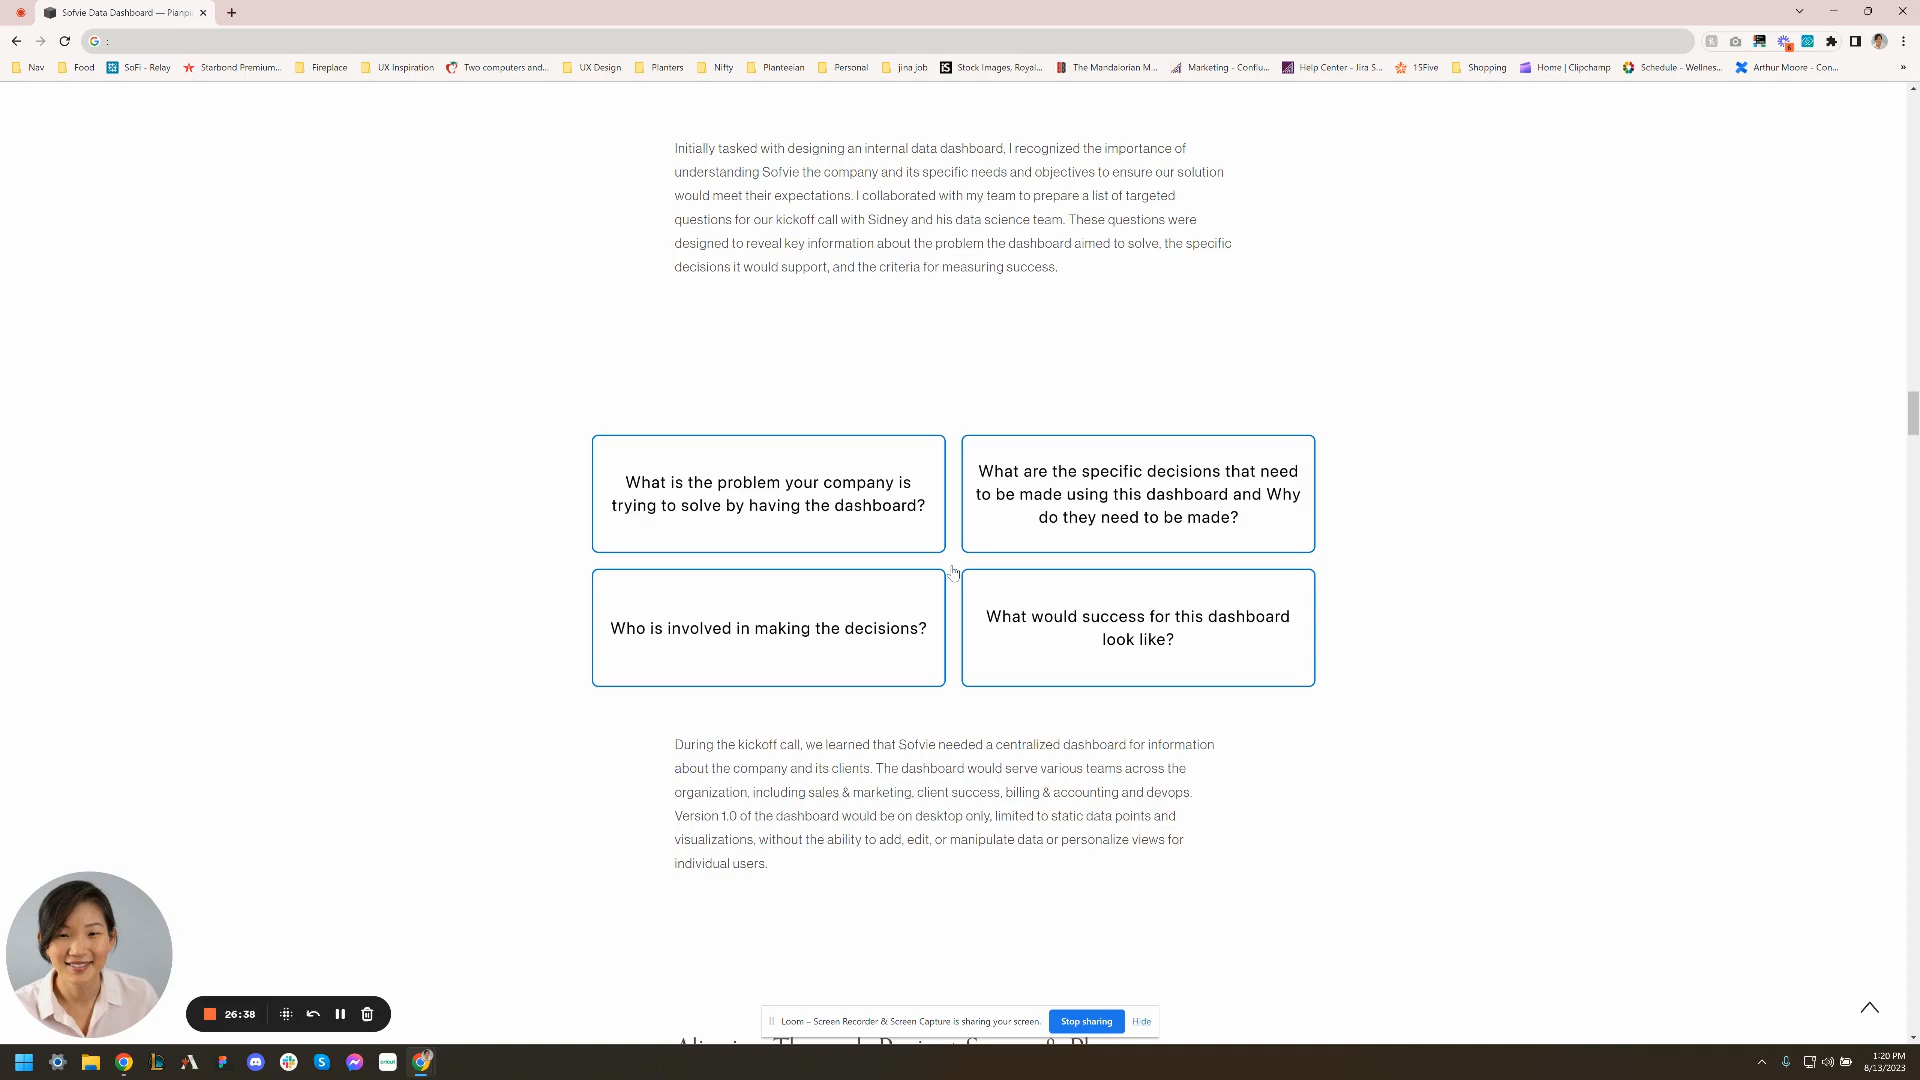 Sofvie Data Dashboard — Pianpi
:
Nav
Food
SoFi - Relay
Starbond Premium...
Fireplace
UX Inspiration
Two computers and...
UX Design
Planters
Nifty
Planteeian
Personal
jina job
Stock Images, Royal...
The Mandalorian M...
Marketing - Conflu...
Help Center - Jira S...
15Five
Shopping
Home | Clipchamp
Schedule - Wellnes...
Arthur Moore - Con...
Initially tasked with designing an internal data dashboard, I recognized the importance of
understanding Sofvie the company and its specific needs and objectives to ensure our solution
would meet their expectations. I collaborated with my team to prepare a list of targeted
questions for our kickoff call with Sidney and his data science team. These questions were
designed to reveal key information about the problem the dashboard aimed to solve, the specific
decisions it would support, and the criteria for measuring success.
What is the problem your company is
trying to solve by having the dashboard?
What are the specific decisions that need
to be made using this dashboard and Why
do they need to be made?
Who is involved in making the decisions?
What would success for this dashboard
look like?
During the kickoff call, we learned that Sofvie needed a centralized dashboard for information
about the company and its clients. The dashboard would serve various teams across the
organization, including sales & marketing, client success, billing & accounting and devops.
Version 1.0 of the dashboard would be on desktop only, limited to static data points and
visualizations, without the ability to add, edit, or manipulate data or personalize views for
individual users.
26:38
Loom – Screen Recorder & Screen Capture is sharing your screen.
Stop sharing
Hide
1:20 PM
8/13/2023